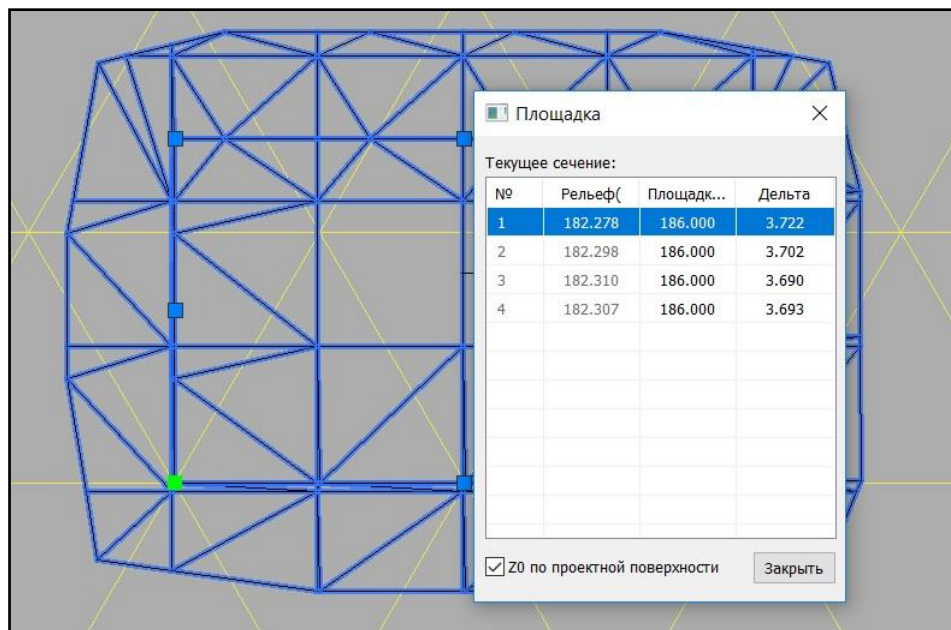 Площадка
Текущее сечение:
№ Рельеф( Площадк... Дельта
1 182.278 186.000 3.722
2 182.298 186.000 3.702
3 182.310 186.000 3.690
4 182.307 186.000 3.693
Z0 по проектной поверхности Закрыть